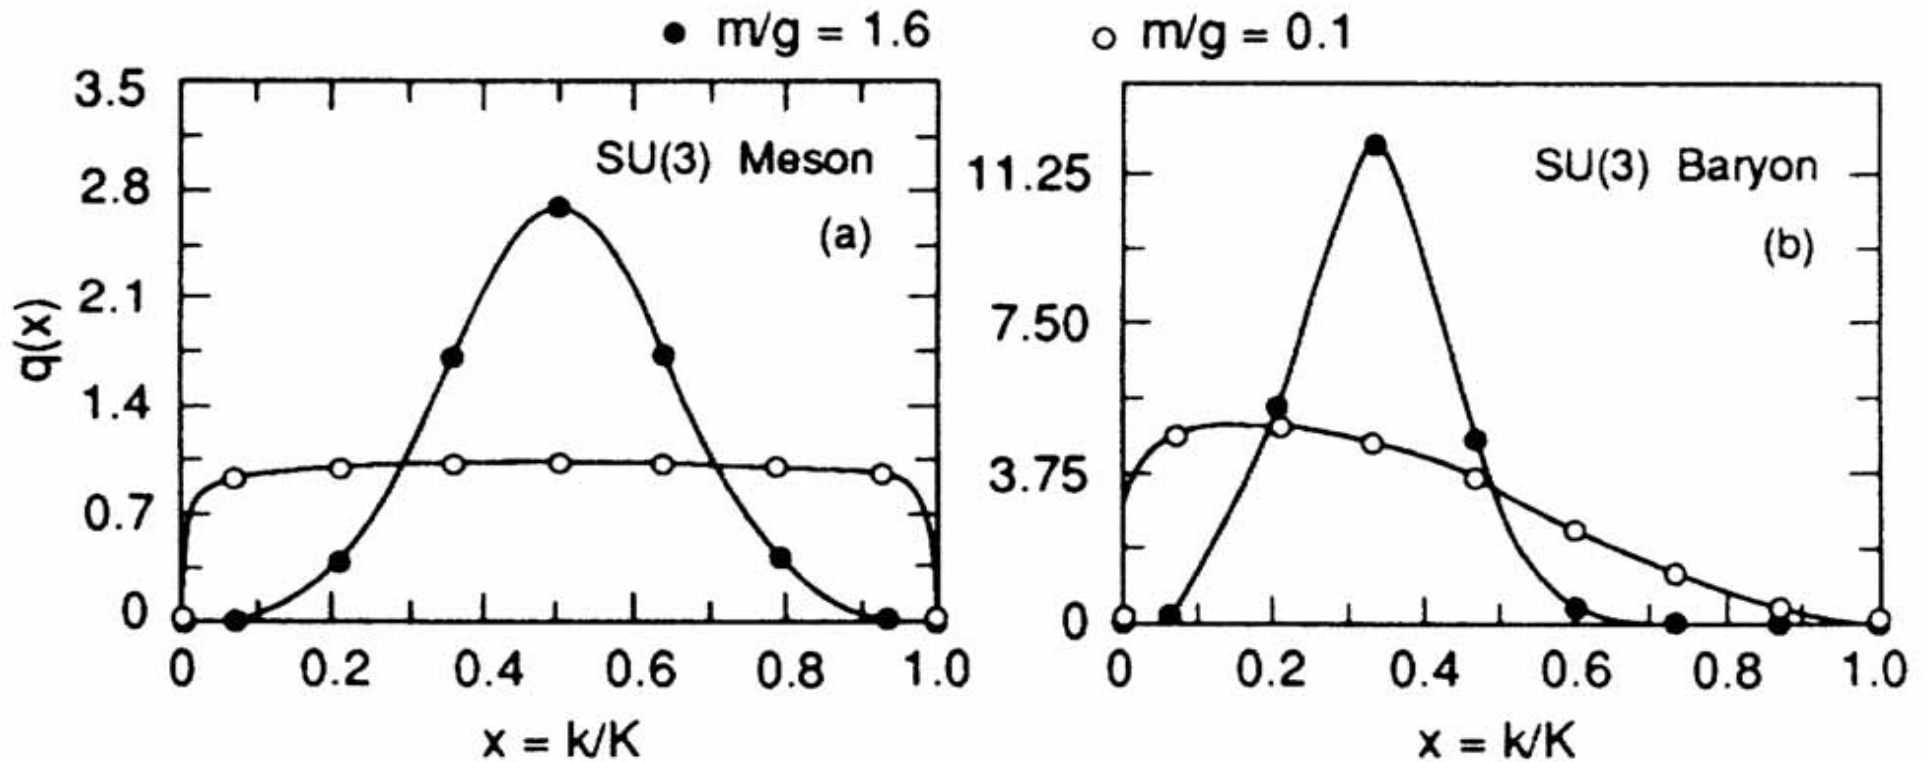 ● m/g = 1.6
○ m/g = 0.1
3.5
2.8
2.1
1.4
0.7
0
q(x)
SU(3) Meson
(a)
0 0.2 0.4 0.6 0.8 1.0
x = k/K
11.25
7.50
3.75
0
SU(3) Baryon
(b)
0 0.2 0.4 0.6 0.8 1.0
x = k/K